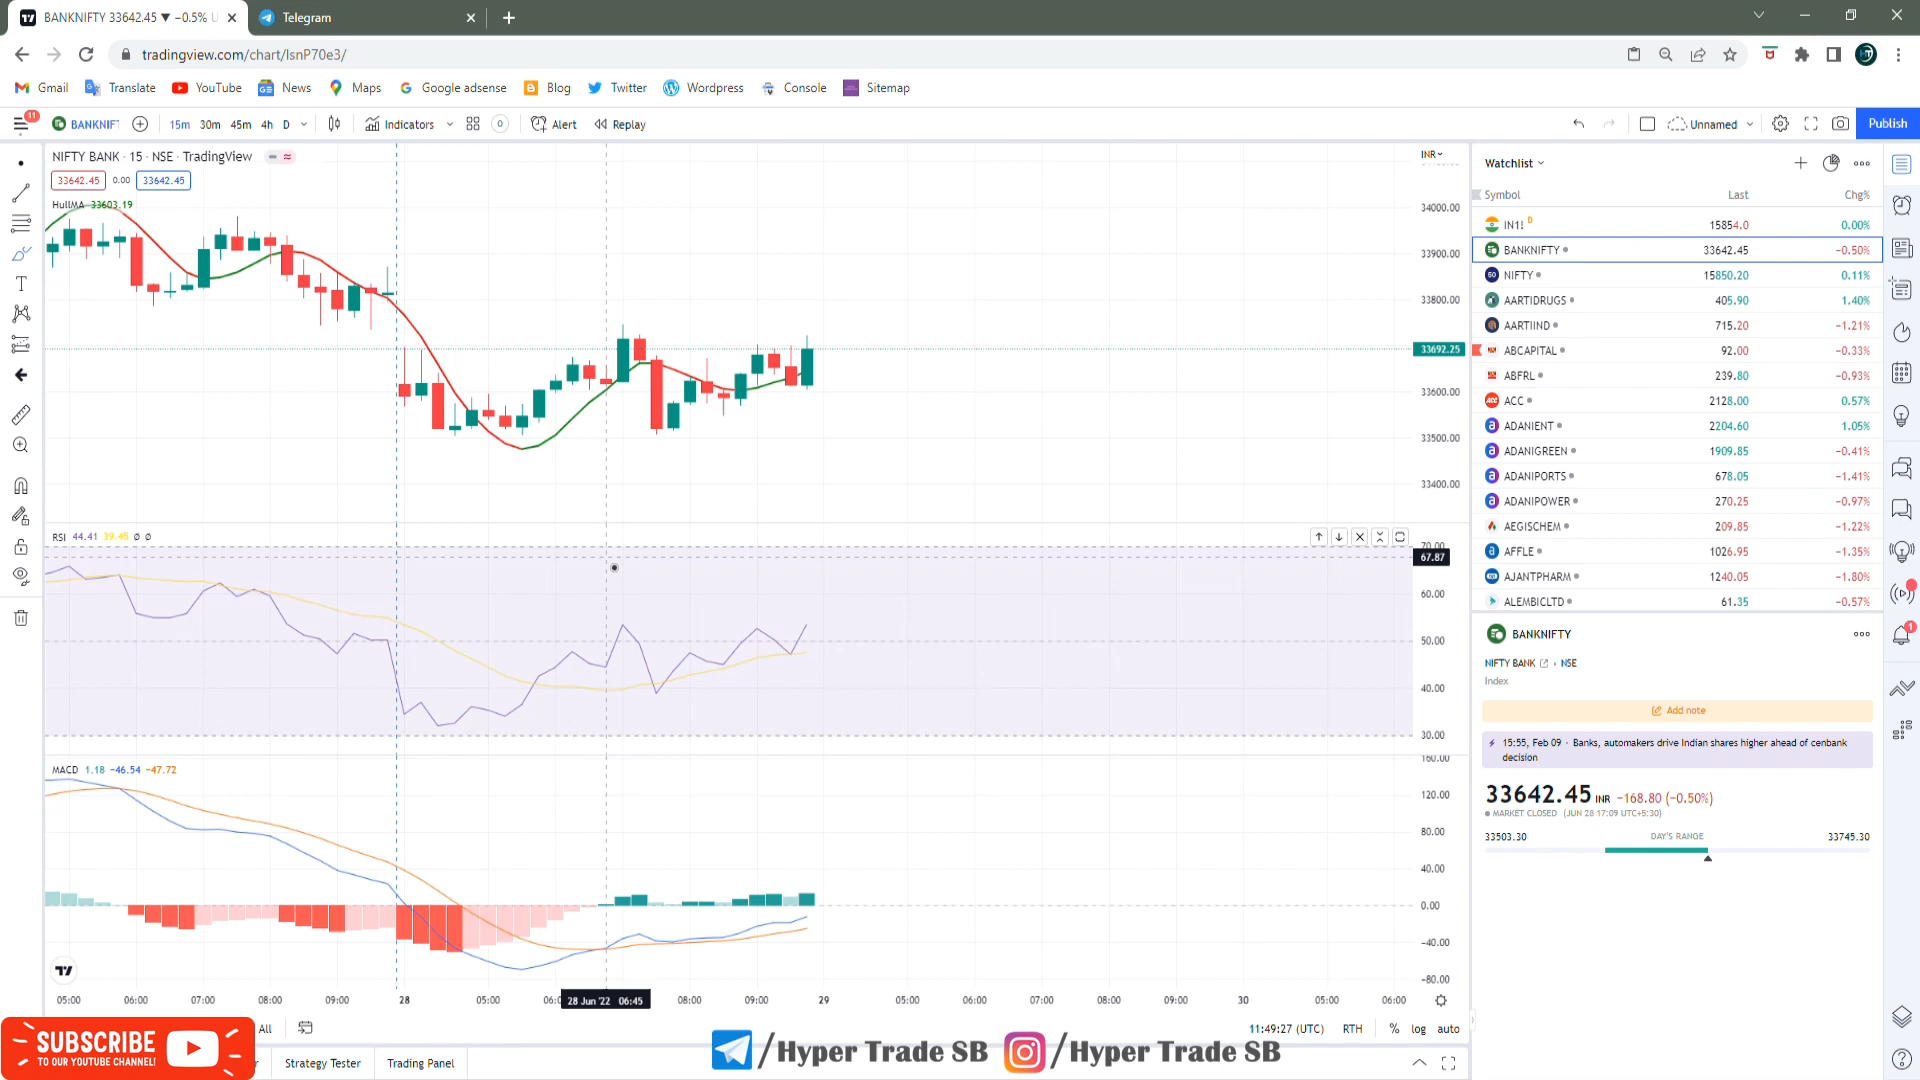 BANKNIFTY 33642.45 ▼ −0.5% U
Telegram
tradingview.com/chart/lsnP70e3/
Gmail Translate YouTube News Maps Google adsense Blog Twitter Wordpress Console Sitemap
11
BANKNIFT 15m 30m 45m 4h D Indicators 0 Alert Replay Unnamed Publish
NIFTY BANK · 15 · NSE · TradingView
33642.45 0.00 33642.45
HullMA 33603.19
INR
34000.00
33900.00
33800.00
33692.25
33600.00
33500.00
33400.00
RSI 44.41 39.45 Ø Ø
70.00
67.87
60.00
50.00
40.00
30.00
MACD 1.18 −46.54 −47.72
160.00
120.00
80.00
40.00
0.00
−40.00
−80.00
05:00 06:00 07:00 08:00 09:00 28 05:00 06:0 28 Jun '22 06:45 08:00 09:00 29 05:00 06:00 07:00 08:00 09:00 30 05:00 06:00
All
11:49:27 (UTC) RTH % log auto
Strategy Tester Trading Panel
SUBSCRIBE
TO OUR YOUTUBE CHANNEL!
/Hyper Trade SB /Hyper Trade SB
Watchlist
Symbol Last Chg%
IN1! D 15854.0 0.00%
BANKNIFTY 33642.45 −0.50%
NIFTY 15850.20 0.11%
AARTIDRUGS 405.90 1.40%
AARTIIND 715.20 −1.21%
ABCAPITAL 92.00 −0.33%
ABFRL 239.80 −0.93%
ACC 2128.00 0.57%
ADANIENT 2204.60 1.05%
ADANIGREEN 1909.85 −0.41%
ADANIPORTS 678.05 −1.41%
ADANIPOWER 270.25 −0.97%
AEGISCHEM 209.85 −1.22%
AFFLE 1026.95 −1.35%
AJANTPHARM 1240.05 −1.80%
ALEMBICLTD 61.35 −0.57%
BANKNIFTY
NIFTY BANK · NSE
Index
Add note
15:55, Feb 09 · Banks, automakers drive Indian shares higher ahead of cenbank
decision
33642.45 INR −168.80 (−0.50%)
MARKET CLOSED (JUN 28 17:09 UTC+5:30)
33503.30 DAY'S RANGE 33745.30
1